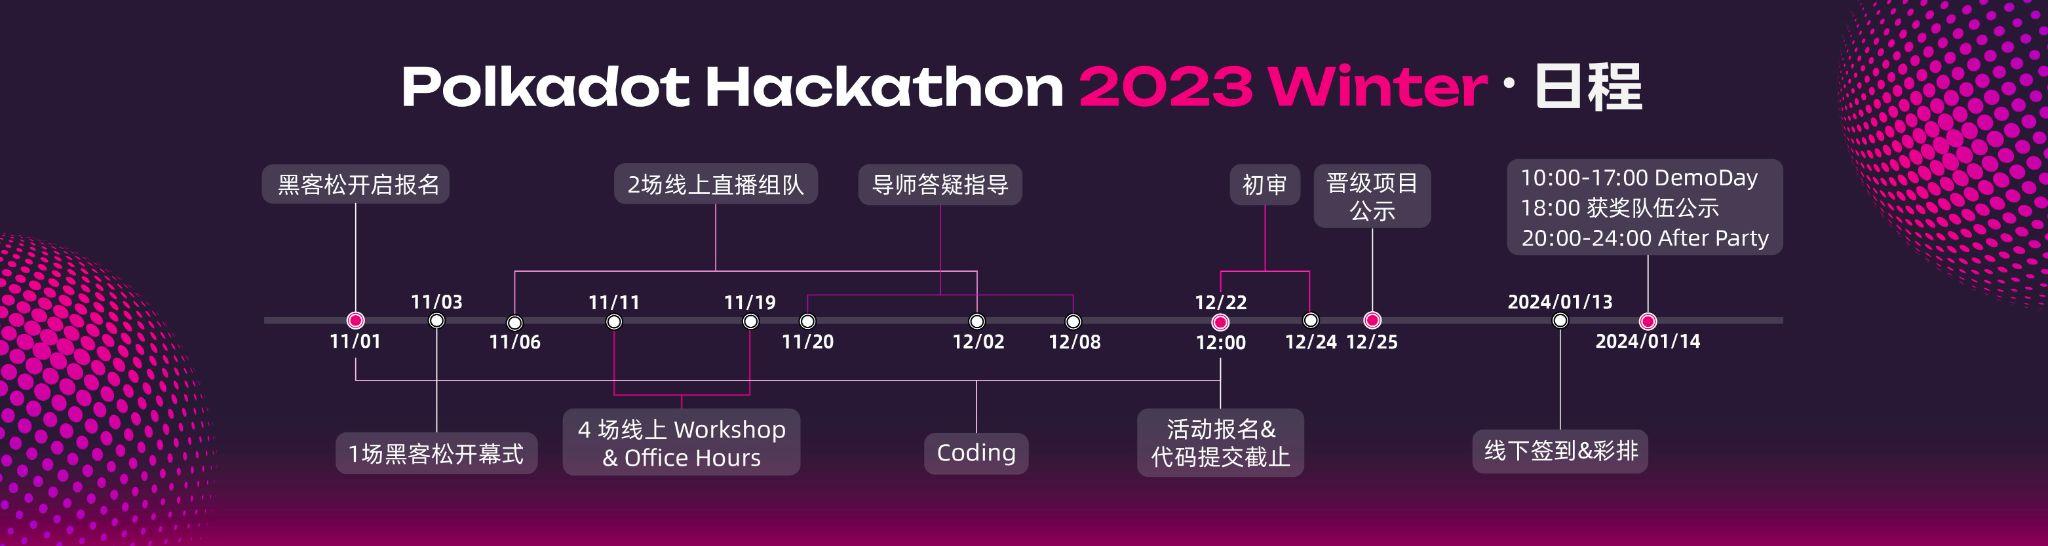 Polkadot Hackathon 2023 Winter · 日程
黑客松开启报名
2场线上直播组队
导师答疑指导
初审
晋级项目
公示
10:00-17:00 DemoDay
18:00 获奖队伍公示
20:00-24:00 After Party
11/03
11/11
11/19
12/22
2024/01/13
11/01
11/06
11/20
12/02
12/08
12:00
12/24
12/25
2024/01/14
1场黑客松开幕式
4 场线上 Workshop
& Office Hours
Coding
活动报名&
代码提交截止
线下签到&彩排